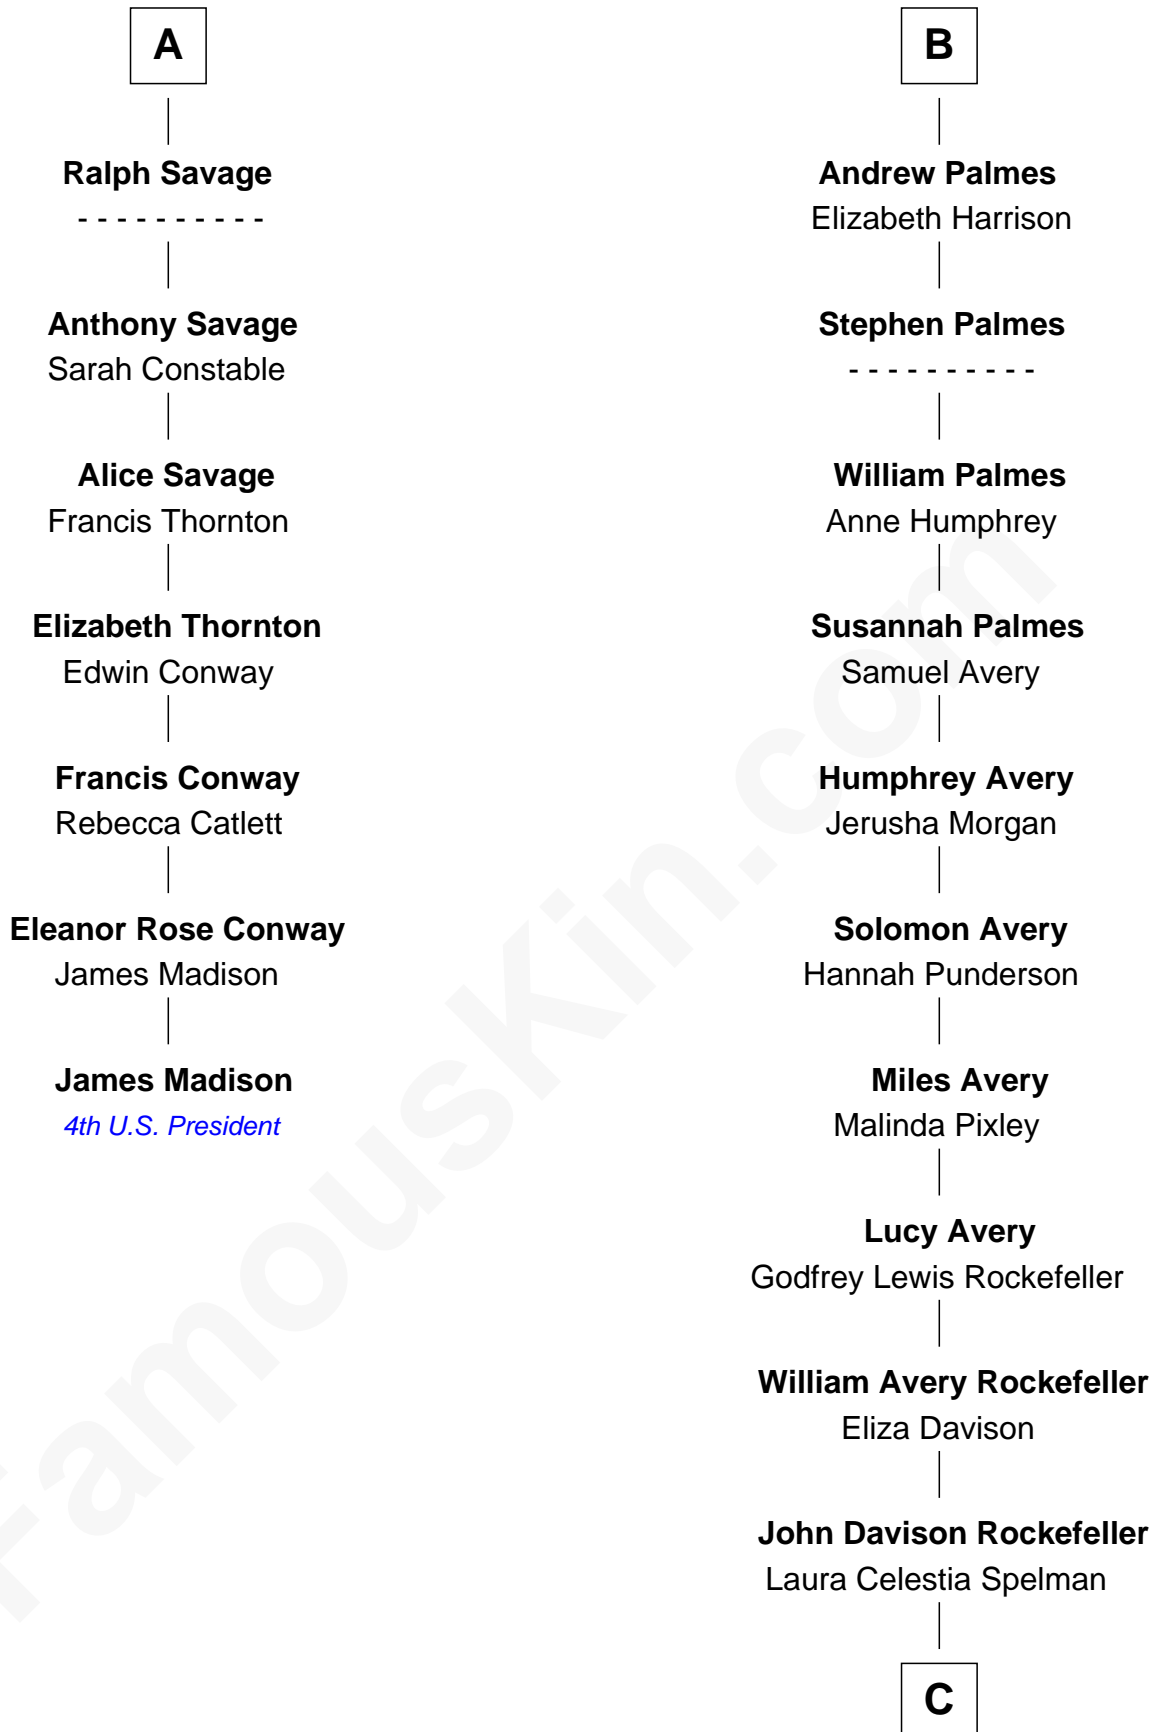 A
Ralph Savage
- - - - - - - - - -
Anthony Savage
Sarah Constable
Alice Savage
Francis Thornton
Elizabeth Thornton
Edwin Conway
Francis Conway
Rebecca Catlett
Eleanor Rose Conway
James Madison
James Madison
4th U.S. President
B
Andrew Palmes
Elizabeth Harrison
Stephen Palmes
- - - - - - - - - -
William Palmes
Anne Humphrey
Susannah Palmes
Samuel Avery
Humphrey Avery
Jerusha Morgan
Solomon Avery
Hannah Punderson
Miles Avery
Malinda Pixley
Lucy Avery
Godfrey Lewis Rockefeller
William Avery Rockefeller
Eliza Davison
John Davison Rockefeller
Laura Celestia Spelman
C
FamousKin.com